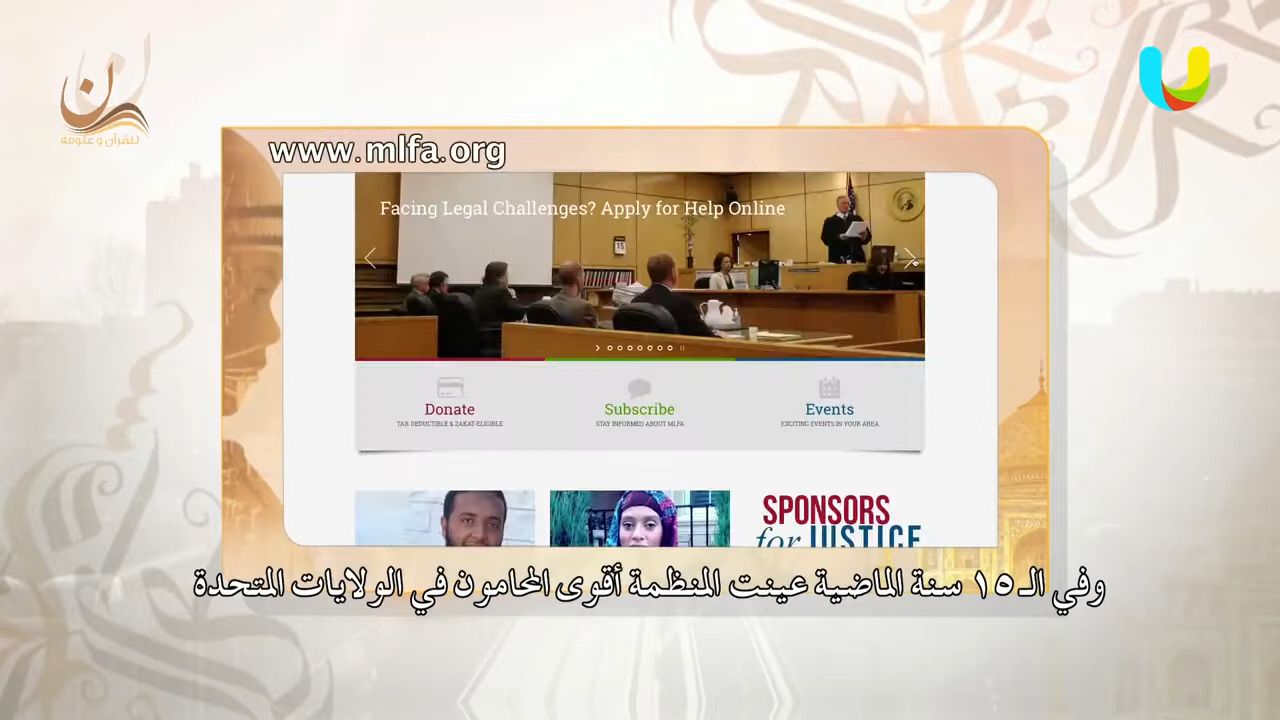 ن
للقرآن و علومه
www.mlfa.org
Facing Legal Challenges? Apply for Help Online
15
Donate
TAX-DEDUCTIBLE & ZAKAT-ELIGIBLE
Subscribe
STAY INFORMED ABOUT MLFA
Events
EXCITING EVENTS IN YOUR AREA
SPONSORS
for JUSTICE
وفي الـ ١٥ سنة الماضية عينت المنظمة أقوى المحامون في الولايات المتحدة